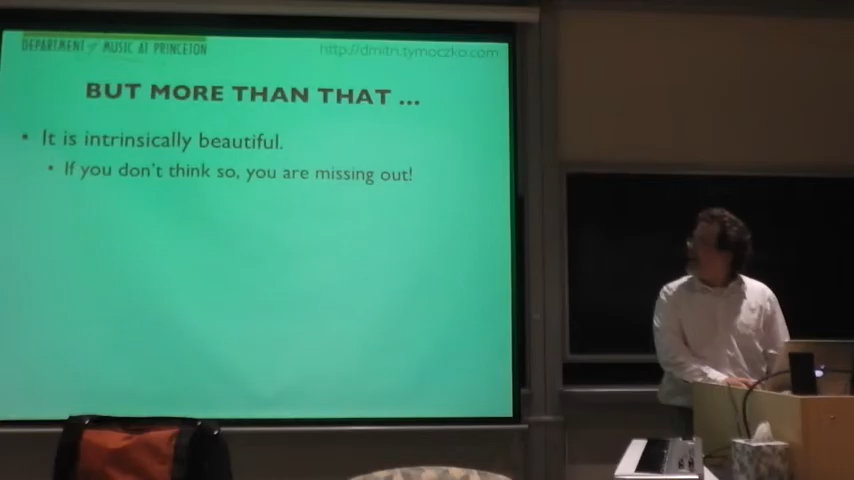 DEPARTMENT of MUSIC AT PRINCETON
http://dmitri.tymoczko.com
BUT MORE THAN THAT ...
• It is intrinsically beautiful.
• If you don't think so, you are missing out!